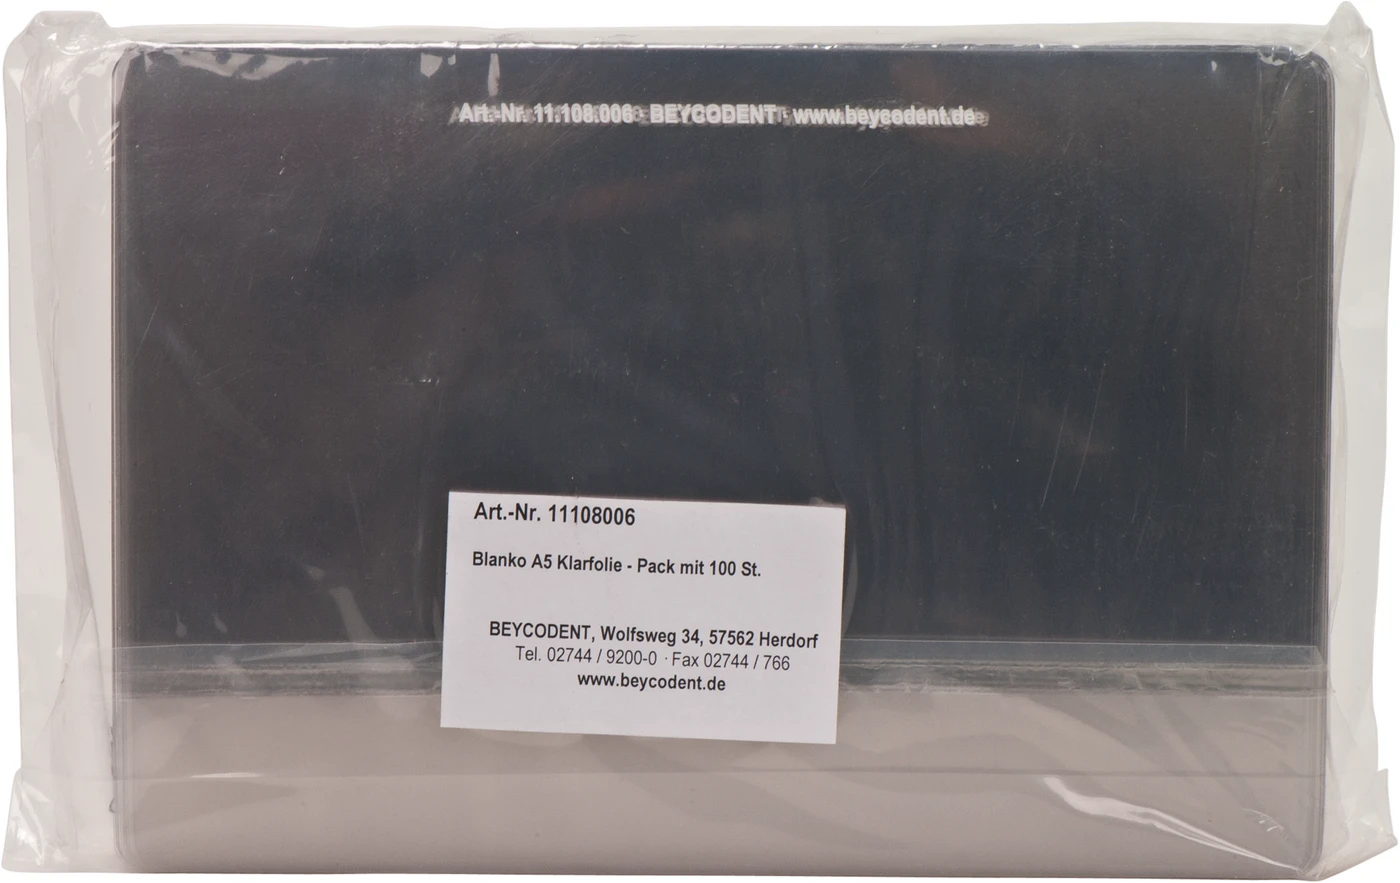 Art.-Nr. 11.108.006 BEYCODENT www.beycodent.de
Art.-Nr. 11108006
Blanko A5 Klarfolie - Pack mit 100 St.
BEYCODENT, Wolfsweg 34, 57562 Herdorf
Tel. 02744 / 9200-0 · Fax 02744 / 766
www.beycodent.de